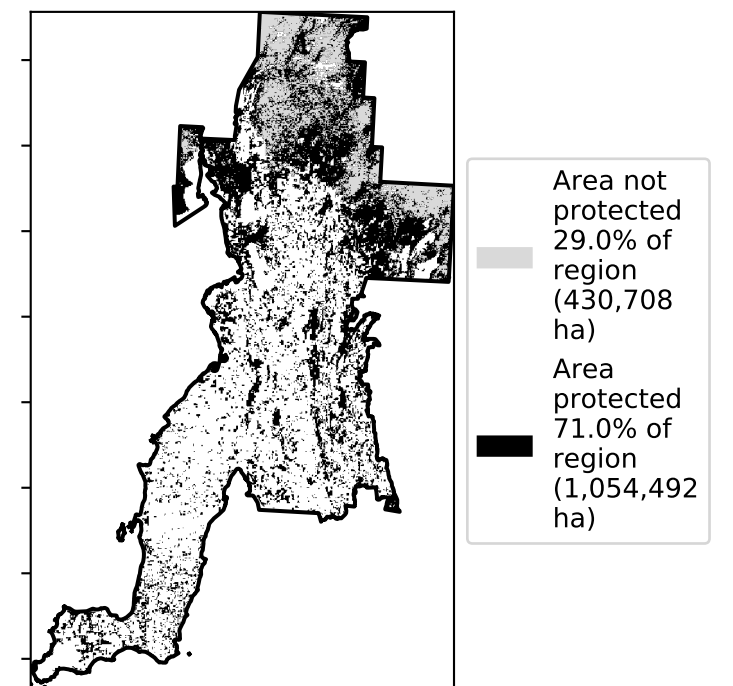 Area not
protected
29.0% of
region
(430,708
ha)
Area
protected
71.0% of
region
(1,054,492
ha)